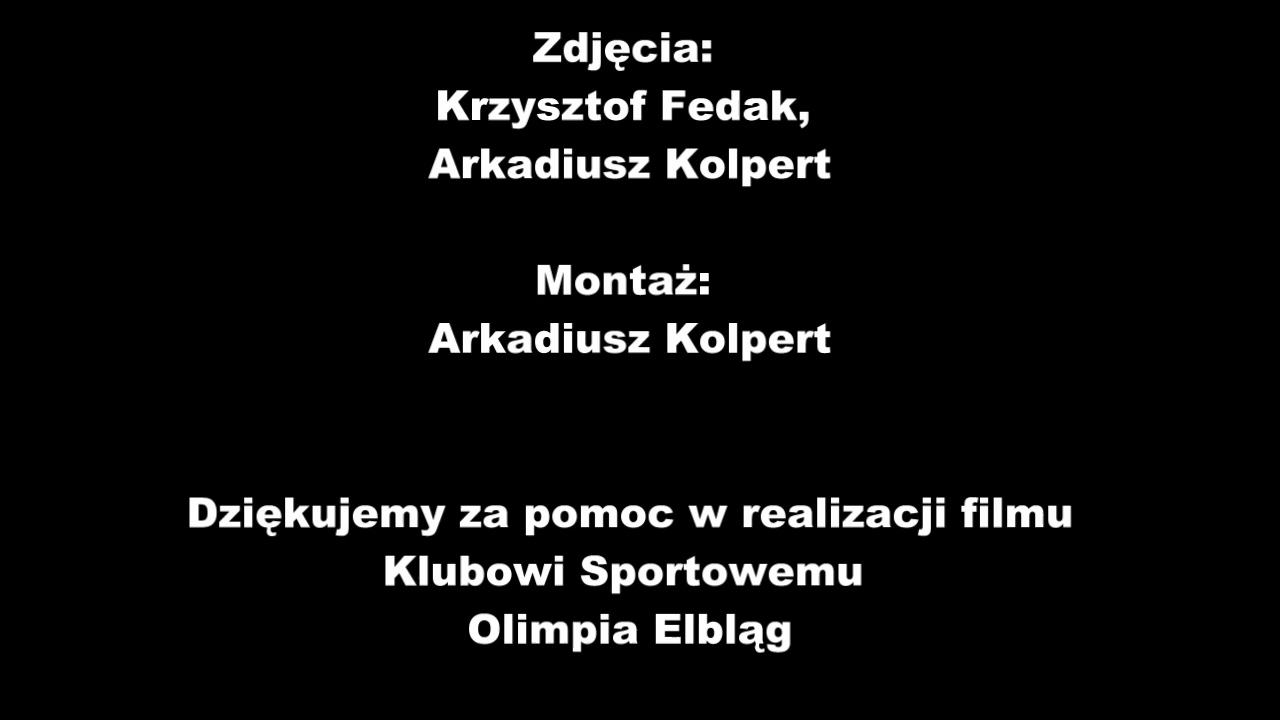 Zdjęcia:
Krzysztof Fedak,
Arkadiusz Kolpert
Montaż:
Arkadiusz Kolpert
Dziękujemy za pomoc w realizacji filmu
Klubowi Sportowemu
Olimpia Elbląg